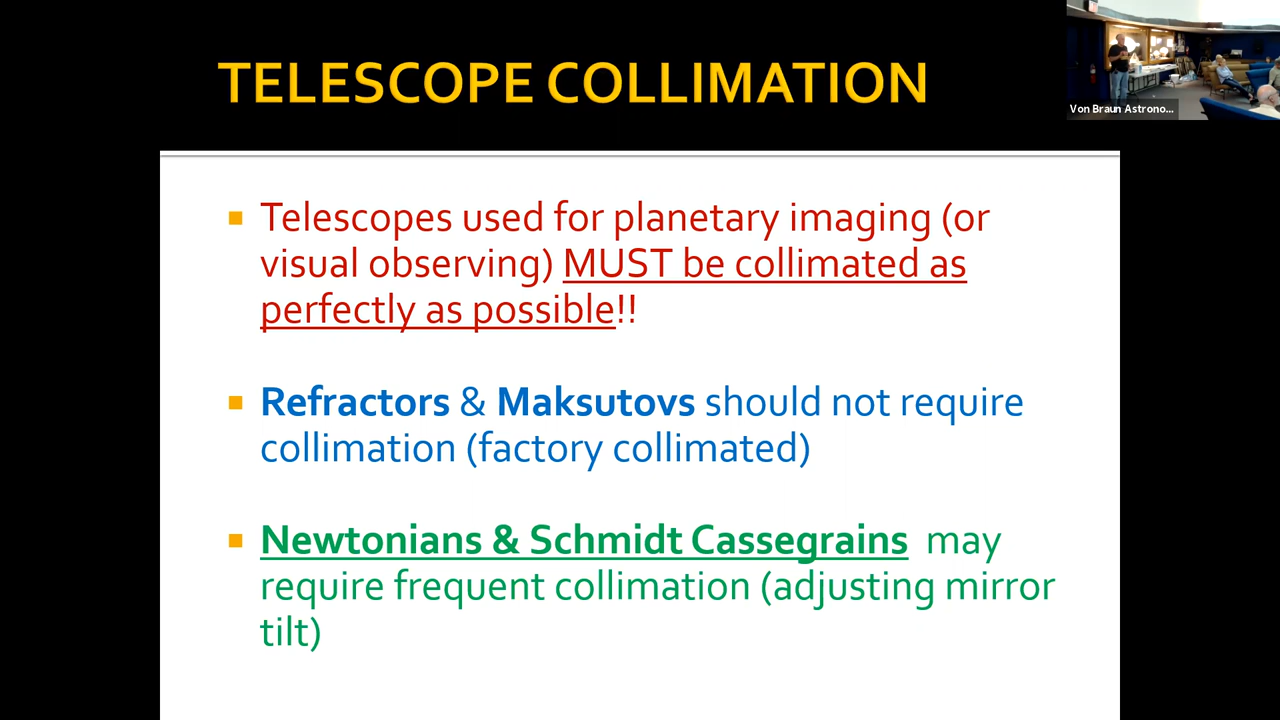 TELESCOPE COLLIMATION
Von Braun Astrono...
Telescopes used for planetary imaging (or
visual observing) MUST be collimated as
perfectly as possible!!
Refractors & Maksutovs should not require
collimation (factory collimated)
Newtonians & Schmidt Cassegrains may
require frequent collimation (adjusting mirror
tilt)